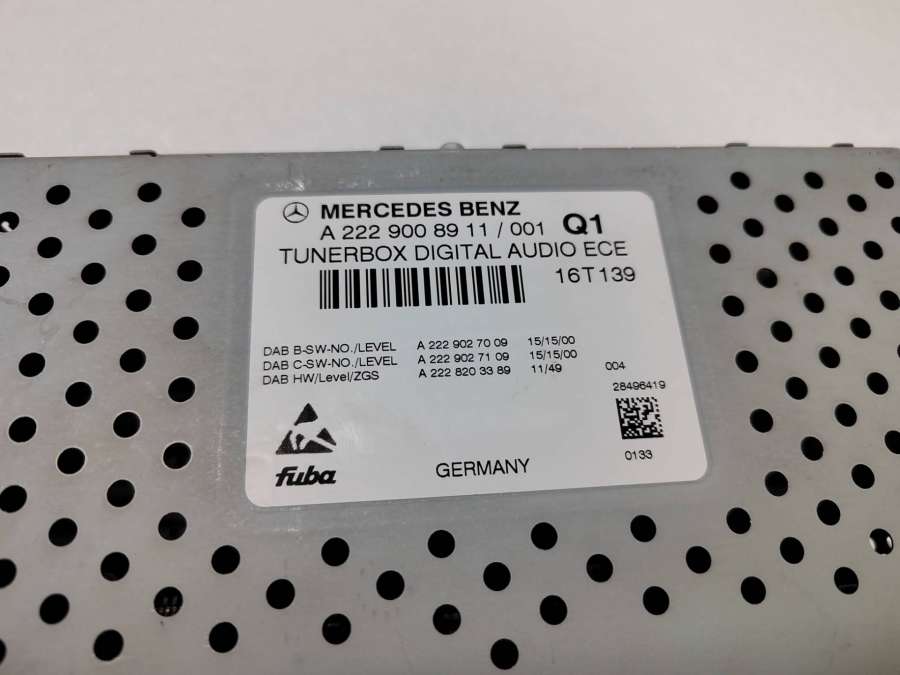 MERCEDES BENZ
A 222 900 89 11 / 001 Q1
TUNERBOX DIGITAL AUDIO ECE
16T139
DAB B-SW-NO./LEVEL A 222 902 70 09 15/15/00
DAB C-SW-NO./LEVEL A 222 902 71 09 15/15/00
DAB HW/Level/ZGS A 222 820 33 89 11/49 004
28496419
0133
fuba
GERMANY